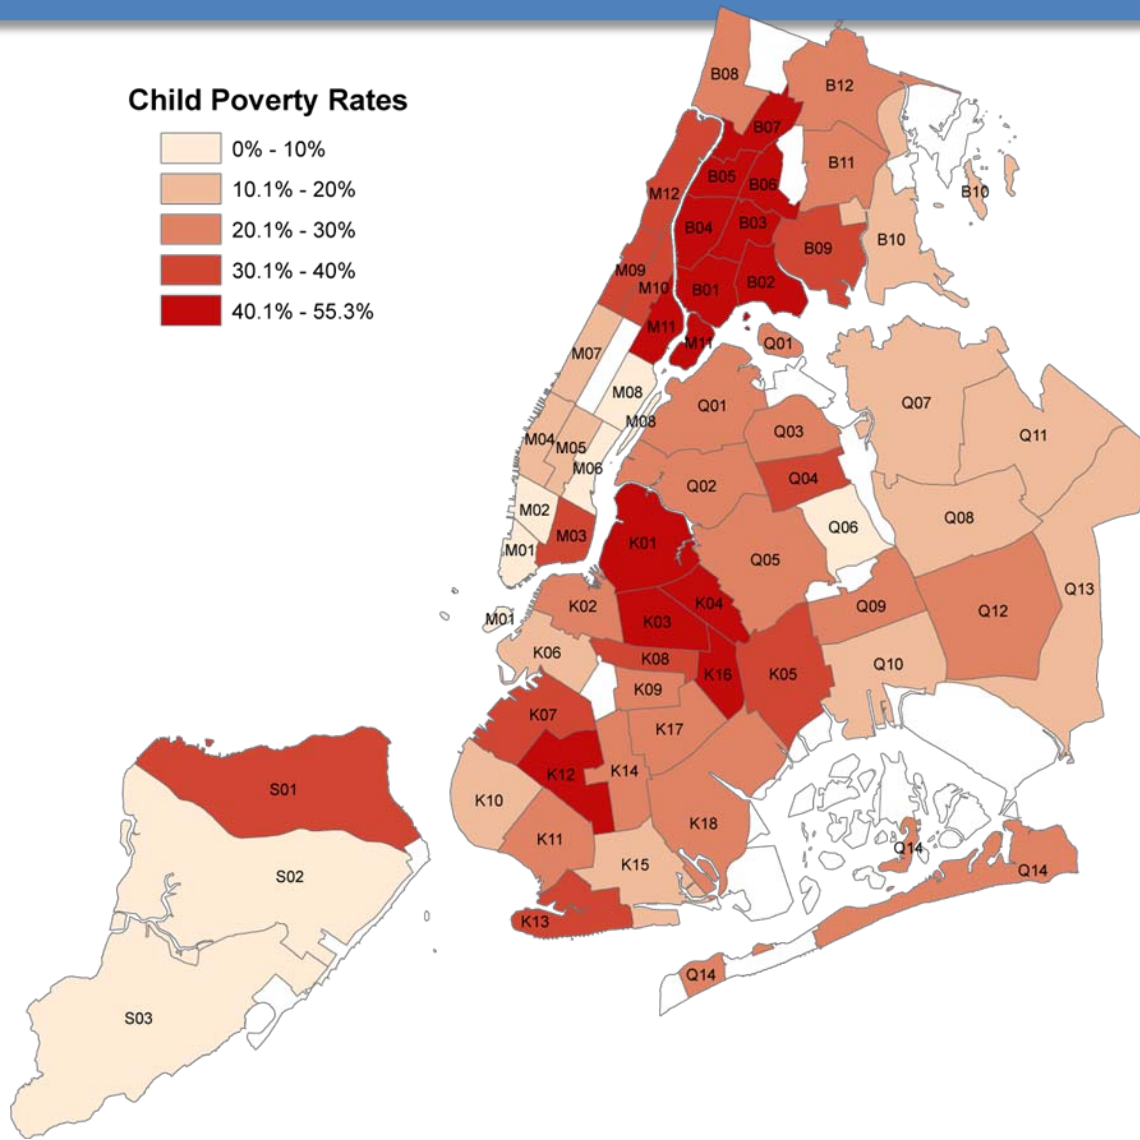 Child Poverty Rates
0% - 10%
10.1% - 20%
20.1% - 30%
30.1% - 40%
40.1% - 55.3%
B08
B12
B07
B11
B05
B06
B10
M12
B04
B03
B10
B09
M09
M10
B01
B02
M11
M11
Q01
M07
M08
Q01
Q07
M08
Q03
Q11
M04
M05
M06
Q04
Q02
M02
Q06
Q08
M03
K01
M01
Q05
Q13
K02
K04
Q09
Q12
M01
K03
K06
K08
Q10
K16
K05
K09
K07
K17
K12
K14
S01
K10
K18
K11
Q14
K15
Q14
S02
K13
Q14
S03